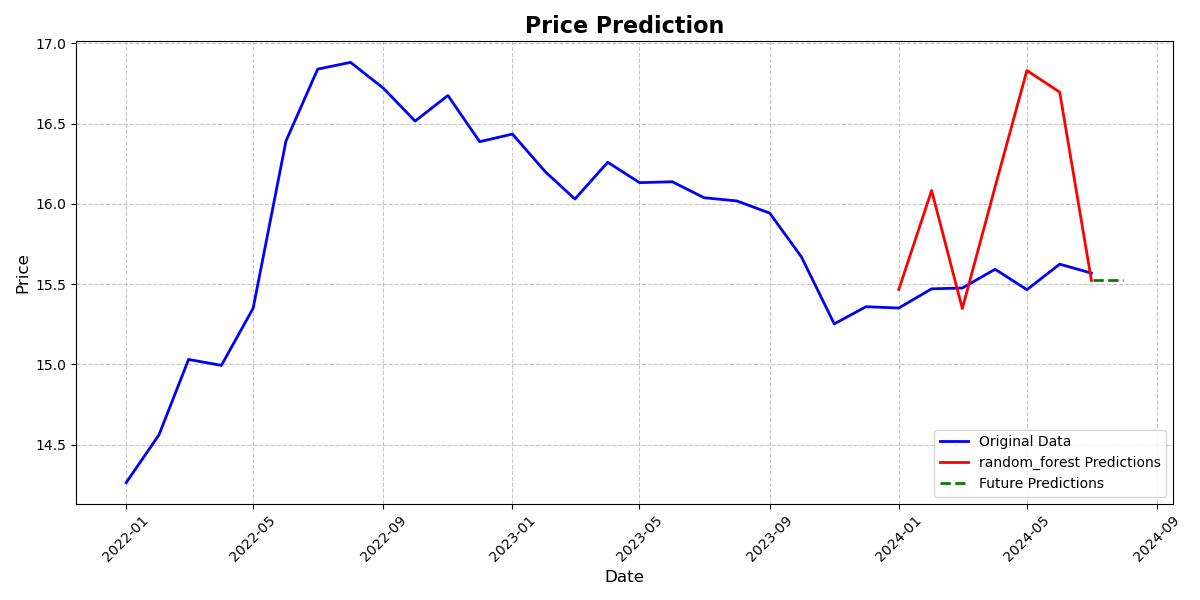 Price Prediction
17.0
16.5
16.0
15.5
15.0
14.5
Price
Original Data
random_forest Predictions
Future Predictions
2022-01
2022-05
2022-09
2023-01
2023-05
2023-09
2024-01
2024-05
2024-09
Date